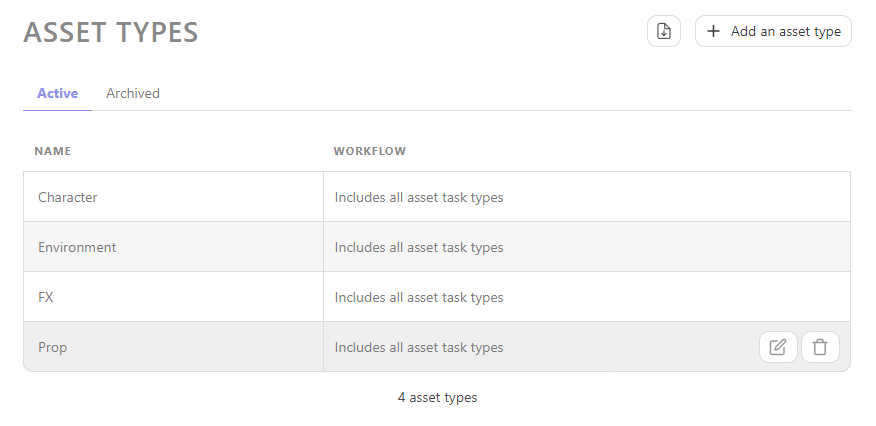 ASSET TYPES
Add an asset type
Active Archived
NAME WORKFLOW
Character Includes all asset task types
Environment Includes all asset task types
FX Includes all asset task types
Prop Includes all asset task types
4 asset types